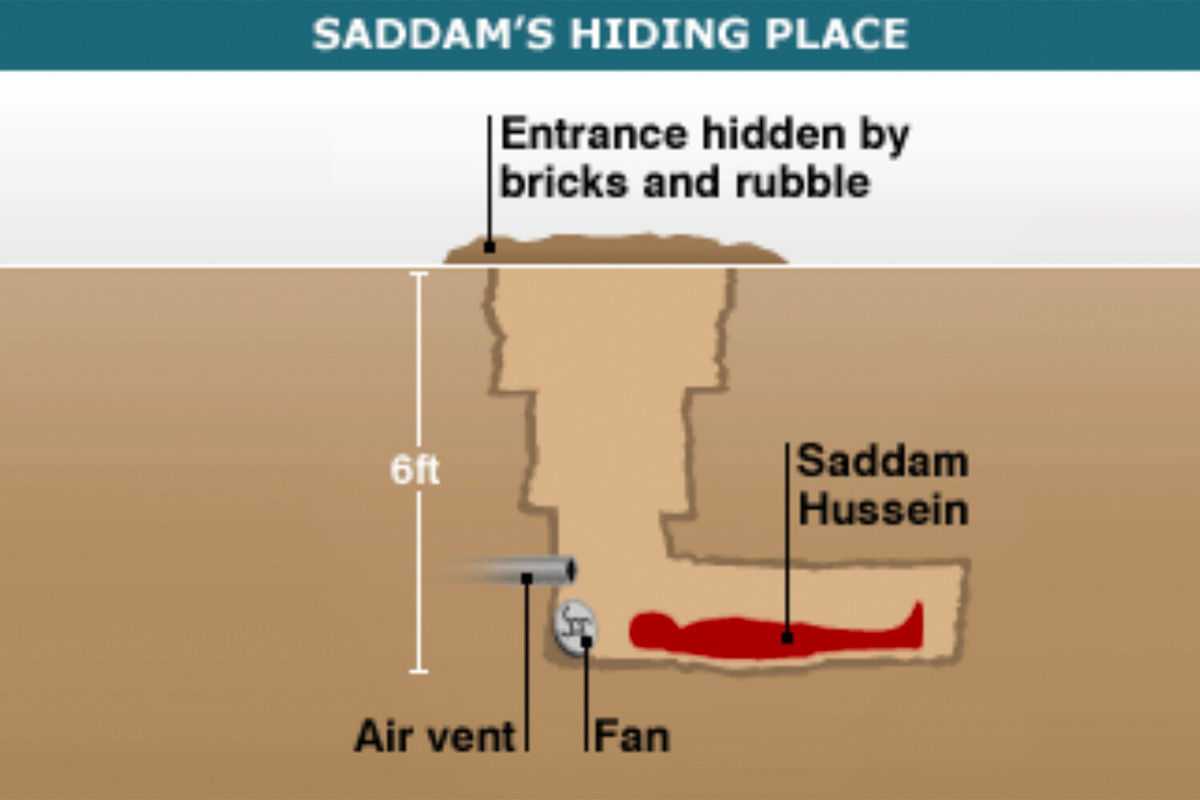 SADDAM'S HIDING PLACE
Entrance hidden by
bricks and rubble
6ft
Saddam
Hussein
Air vent
Fan